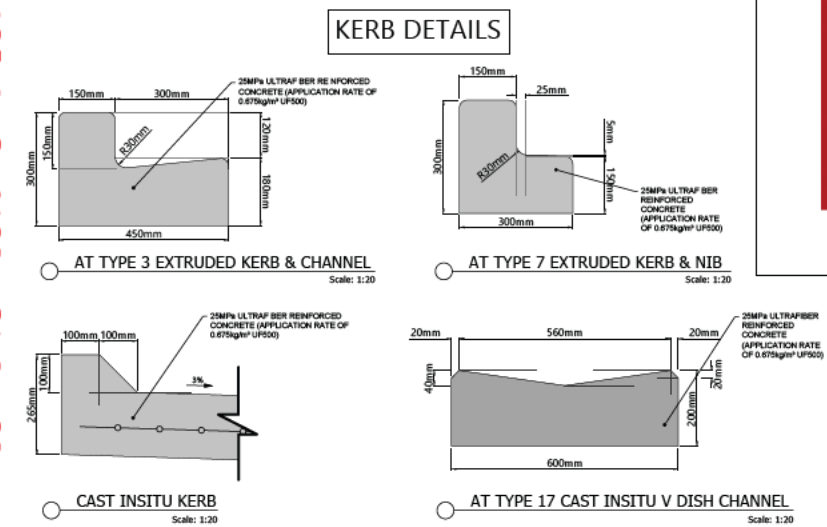 KERB DETAILS
150mm
300mm
25MPa ULTRAF BER RE NFORCED
CONCRETE (APPLICATION RATE OF
0.675kg/m³ UF500)
300mm
150mm
R30mm
120mm
180mm
450mm
AT TYPE 3 EXTRUDED KERB & CHANNEL
Scale: 1:20
150mm
25mm
300mm
R30mm
5mm
150mm
25MPa ULTRAF BER
REINFORCED
CONCRETE
(APPLICATION RATE
OF 0.675kg/m³ UF500)
300mm
AT TYPE 7 EXTRUDED KERB & NIB
Scale: 1:20
25MPa ULTRAF BER REINFORCED
CONCRETE (APPLICATION RATE OF
0.675kg/m³ UF500)
100mm
100mm
100mm
265mm
3%
CAST INSITU KERB
Scale: 1:20
20mm
560mm
20mm
25MPa ULTRAFIBER
REINFORCED
CONCRETE
(APPLICATION RATE
OF 0.675kg/m³ UF500)
40mm
20mm
200mm
600mm
AT TYPE 17 CAST INSITU V DISH CHANNEL
Scale: 1:20